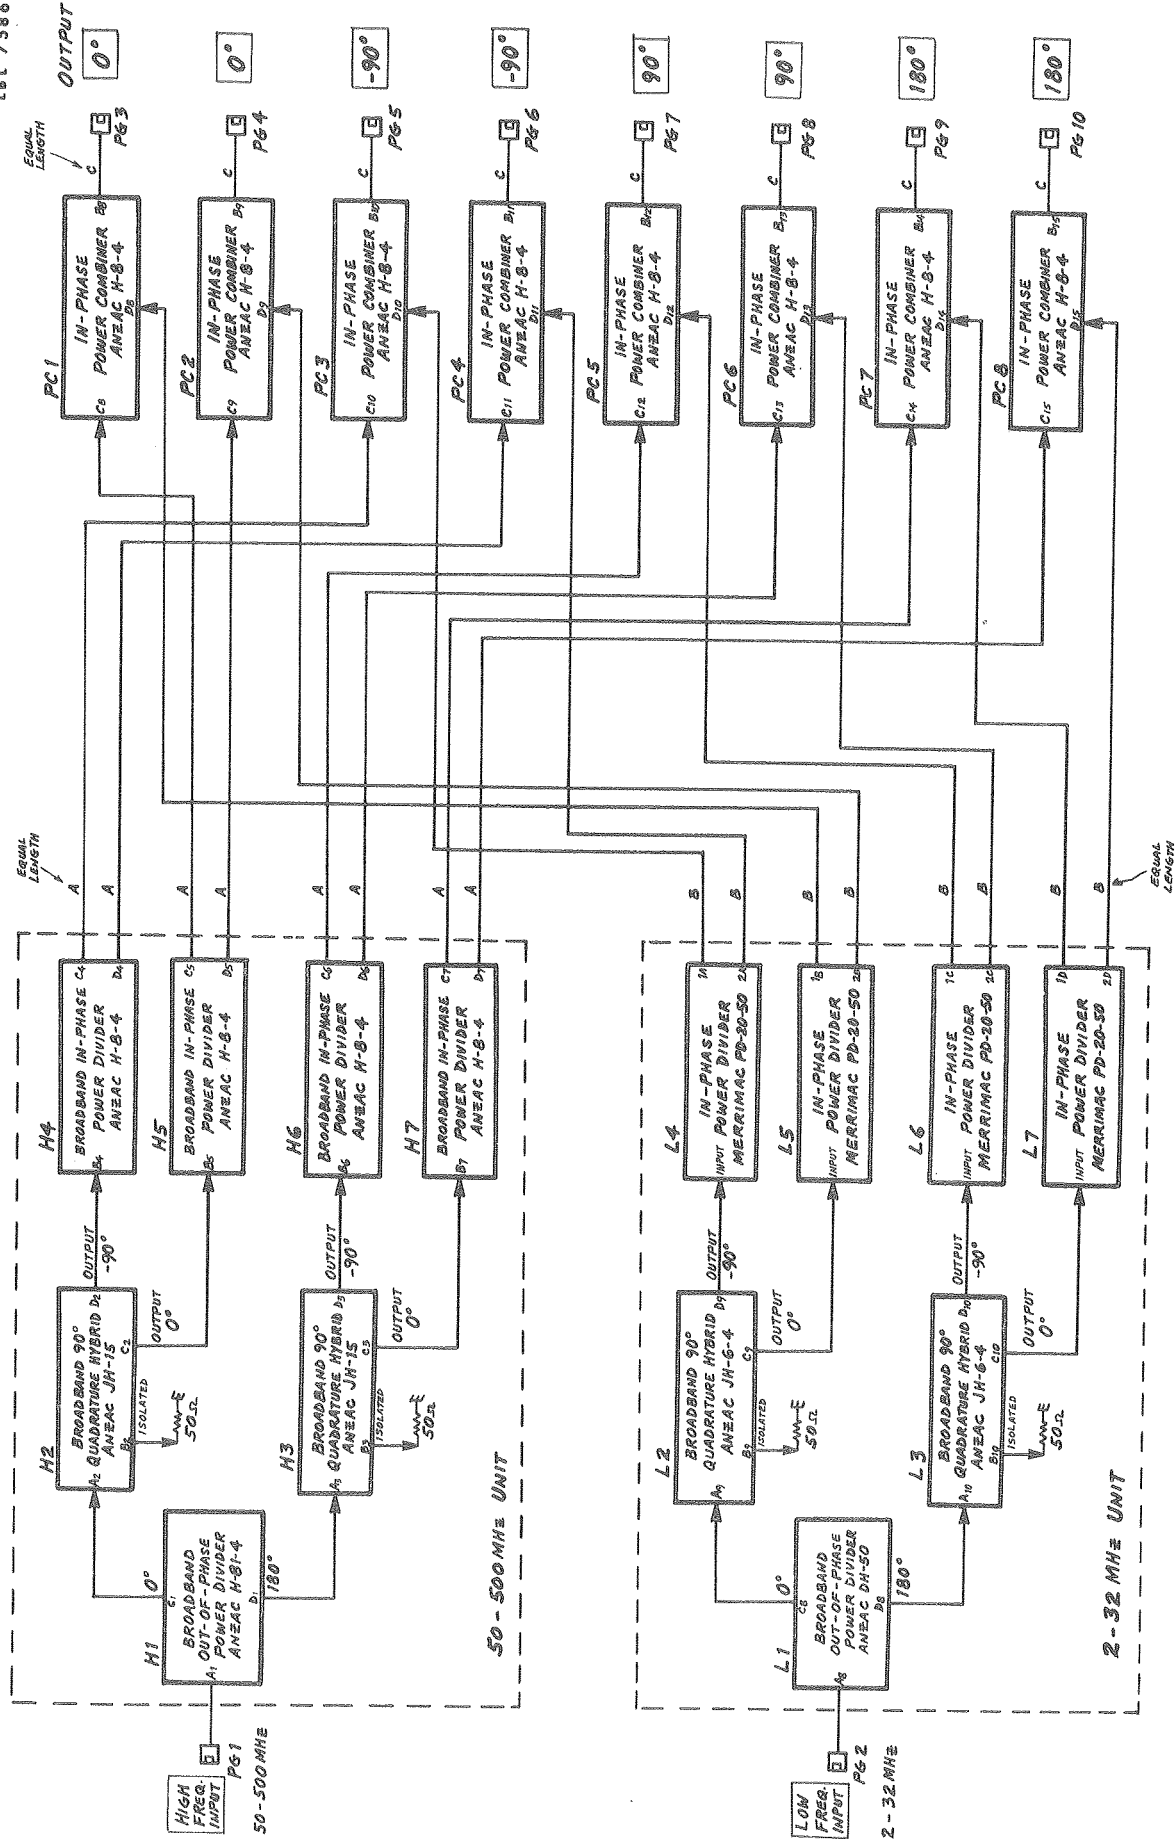 LBL 7386
OUTPUT
EQUAL
LENGTH
PC1
C8
IN-PHASE
POWER COMBINER
ANZAC H-8-4
D8
B8
C
PG3
0°
PC2
C9
IN-PHASE
POWER COMBINER
ANZAC H-8-4
D9
B9
C
PG4
0°
PC3
C10
IN-PHASE
POWER COMBINER
ANZAC H-8-4
D10
B10
C
PG5
-90°
PC4
C11
IN-PHASE
POWER COMBINER
ANZAC H-8-4
D11
B11
C
PG6
-90°
PC5
C12
IN-PHASE
POWER COMBINER
ANZAC H-8-4
D12
B12
C
PG7
90°
PC6
C13
IN-PHASE
POWER COMBINER
ANZAC H-8-4
D13
B13
C
PG8
90°
PC7
C14
IN-PHASE
POWER COMBINER
ANZAC H-8-4
D14
B14
C
PG9
180°
PC8
C15
IN-PHASE
POWER COMBINER
ANZAC H-8-4
D15
B15
C
PG10
180°
EQUAL
LENGTH
A
A
A
A
A
A
A
A
B
B
B
B
B
B
B
B
EQUAL
LENGTH
H4
BROADBAND IN-PHASE
POWER DIVIDER
ANZAC H-8-4
B4
C4
D4
H5
BROADBAND IN-PHASE
POWER DIVIDER
ANZAC H-8-4
B5
C5
D5
H6
BROADBAND IN-PHASE
POWER DIVIDER
ANZAC H-8-4
B6
C6
D6
H7
BROADBAND IN-PHASE
POWER DIVIDER
ANZAC H-8-4
B7
C7
D7
L4
IN-PHASE
INPUT POWER DIVIDER
MERRIMAC PD-20-50
1A
2A
L5
IN-PHASE
INPUT POWER DIVIDER
MERRIMAC PD-20-50
1B
2B
L6
IN-PHASE
INPUT POWER DIVIDER
MERRIMAC PD-20-50
1C
2C
L7
IN-PHASE
INPUT POWER DIVIDER
MERRIMAC PD-20-50
1D
2D
H2
BROADBAND 90°
A2 QUADRATURE HYBRID D2
ANZAC JH-15
B2
C2
OUTPUT
-90°
OUTPUT
0°
ISOLATED
50Ω
H3
BROADBAND 90°
A3 QUADRATURE HYBRID D3
ANZAC JH-15
B3
C3
OUTPUT
-90°
OUTPUT
0°
ISOLATED
50Ω
L2
BROADBAND 90°
A9 QUADRATURE HYBRID D9
ANZAC JH-6-4
B9
C9
OUTPUT
-90°
OUTPUT
0°
ISOLATED
50Ω
L3
BROADBAND 90°
A10 QUADRATURE HYBRID D10
ANZAC JH-6-4
B10
C10
OUTPUT
-90°
OUTPUT
0°
ISOLATED
50Ω
H1
BROADBAND
OUT-OF-PHASE
POWER DIVIDER
ANZAC H-81-4
A1
C1
D1
0°
180°
50-500 MHz UNIT
L1
BROADBAND
OUT-OF-PHASE
POWER DIVIDER
ANZAC DH-50
A8
C8
D8
0°
180°
2-32 MHz UNIT
HIGH
FREQ.
INPUT
PG1
50-500 MHz
LOW
FREQ.
INPUT
PG2
2-32 MHz